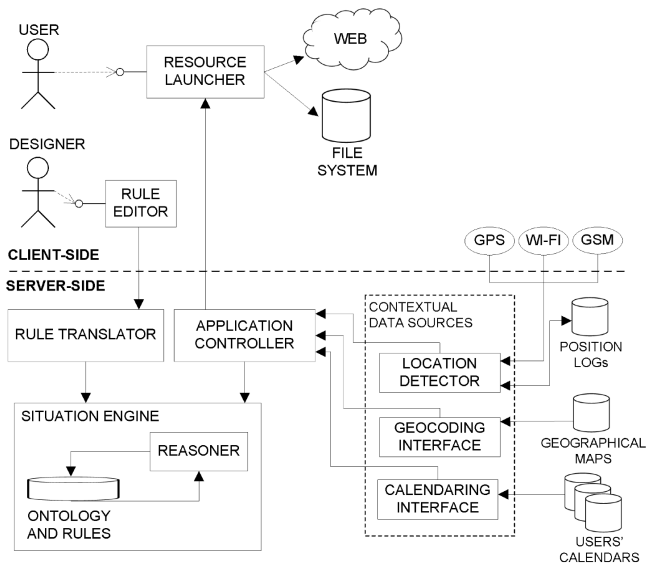 USER
RESOURCE
LAUNCHER
WEB
FILE
SYSTEM
DESIGNER
RULE
EDITOR
CLIENT-SIDE
GPS
WI-FI
GSM
SERVER-SIDE
RULE TRANSLATOR
APPLICATION
CONTROLLER
CONTEXTUAL
DATA SOURCES
LOCATION
DETECTOR
POSITION
LOGs
GEOCODING
INTERFACE
GEOGRAPHICAL
MAPS
CALENDARING
INTERFACE
USERS'
CALENDARS
SITUATION ENGINE
REASONER
ONTOLOGY
AND RULES